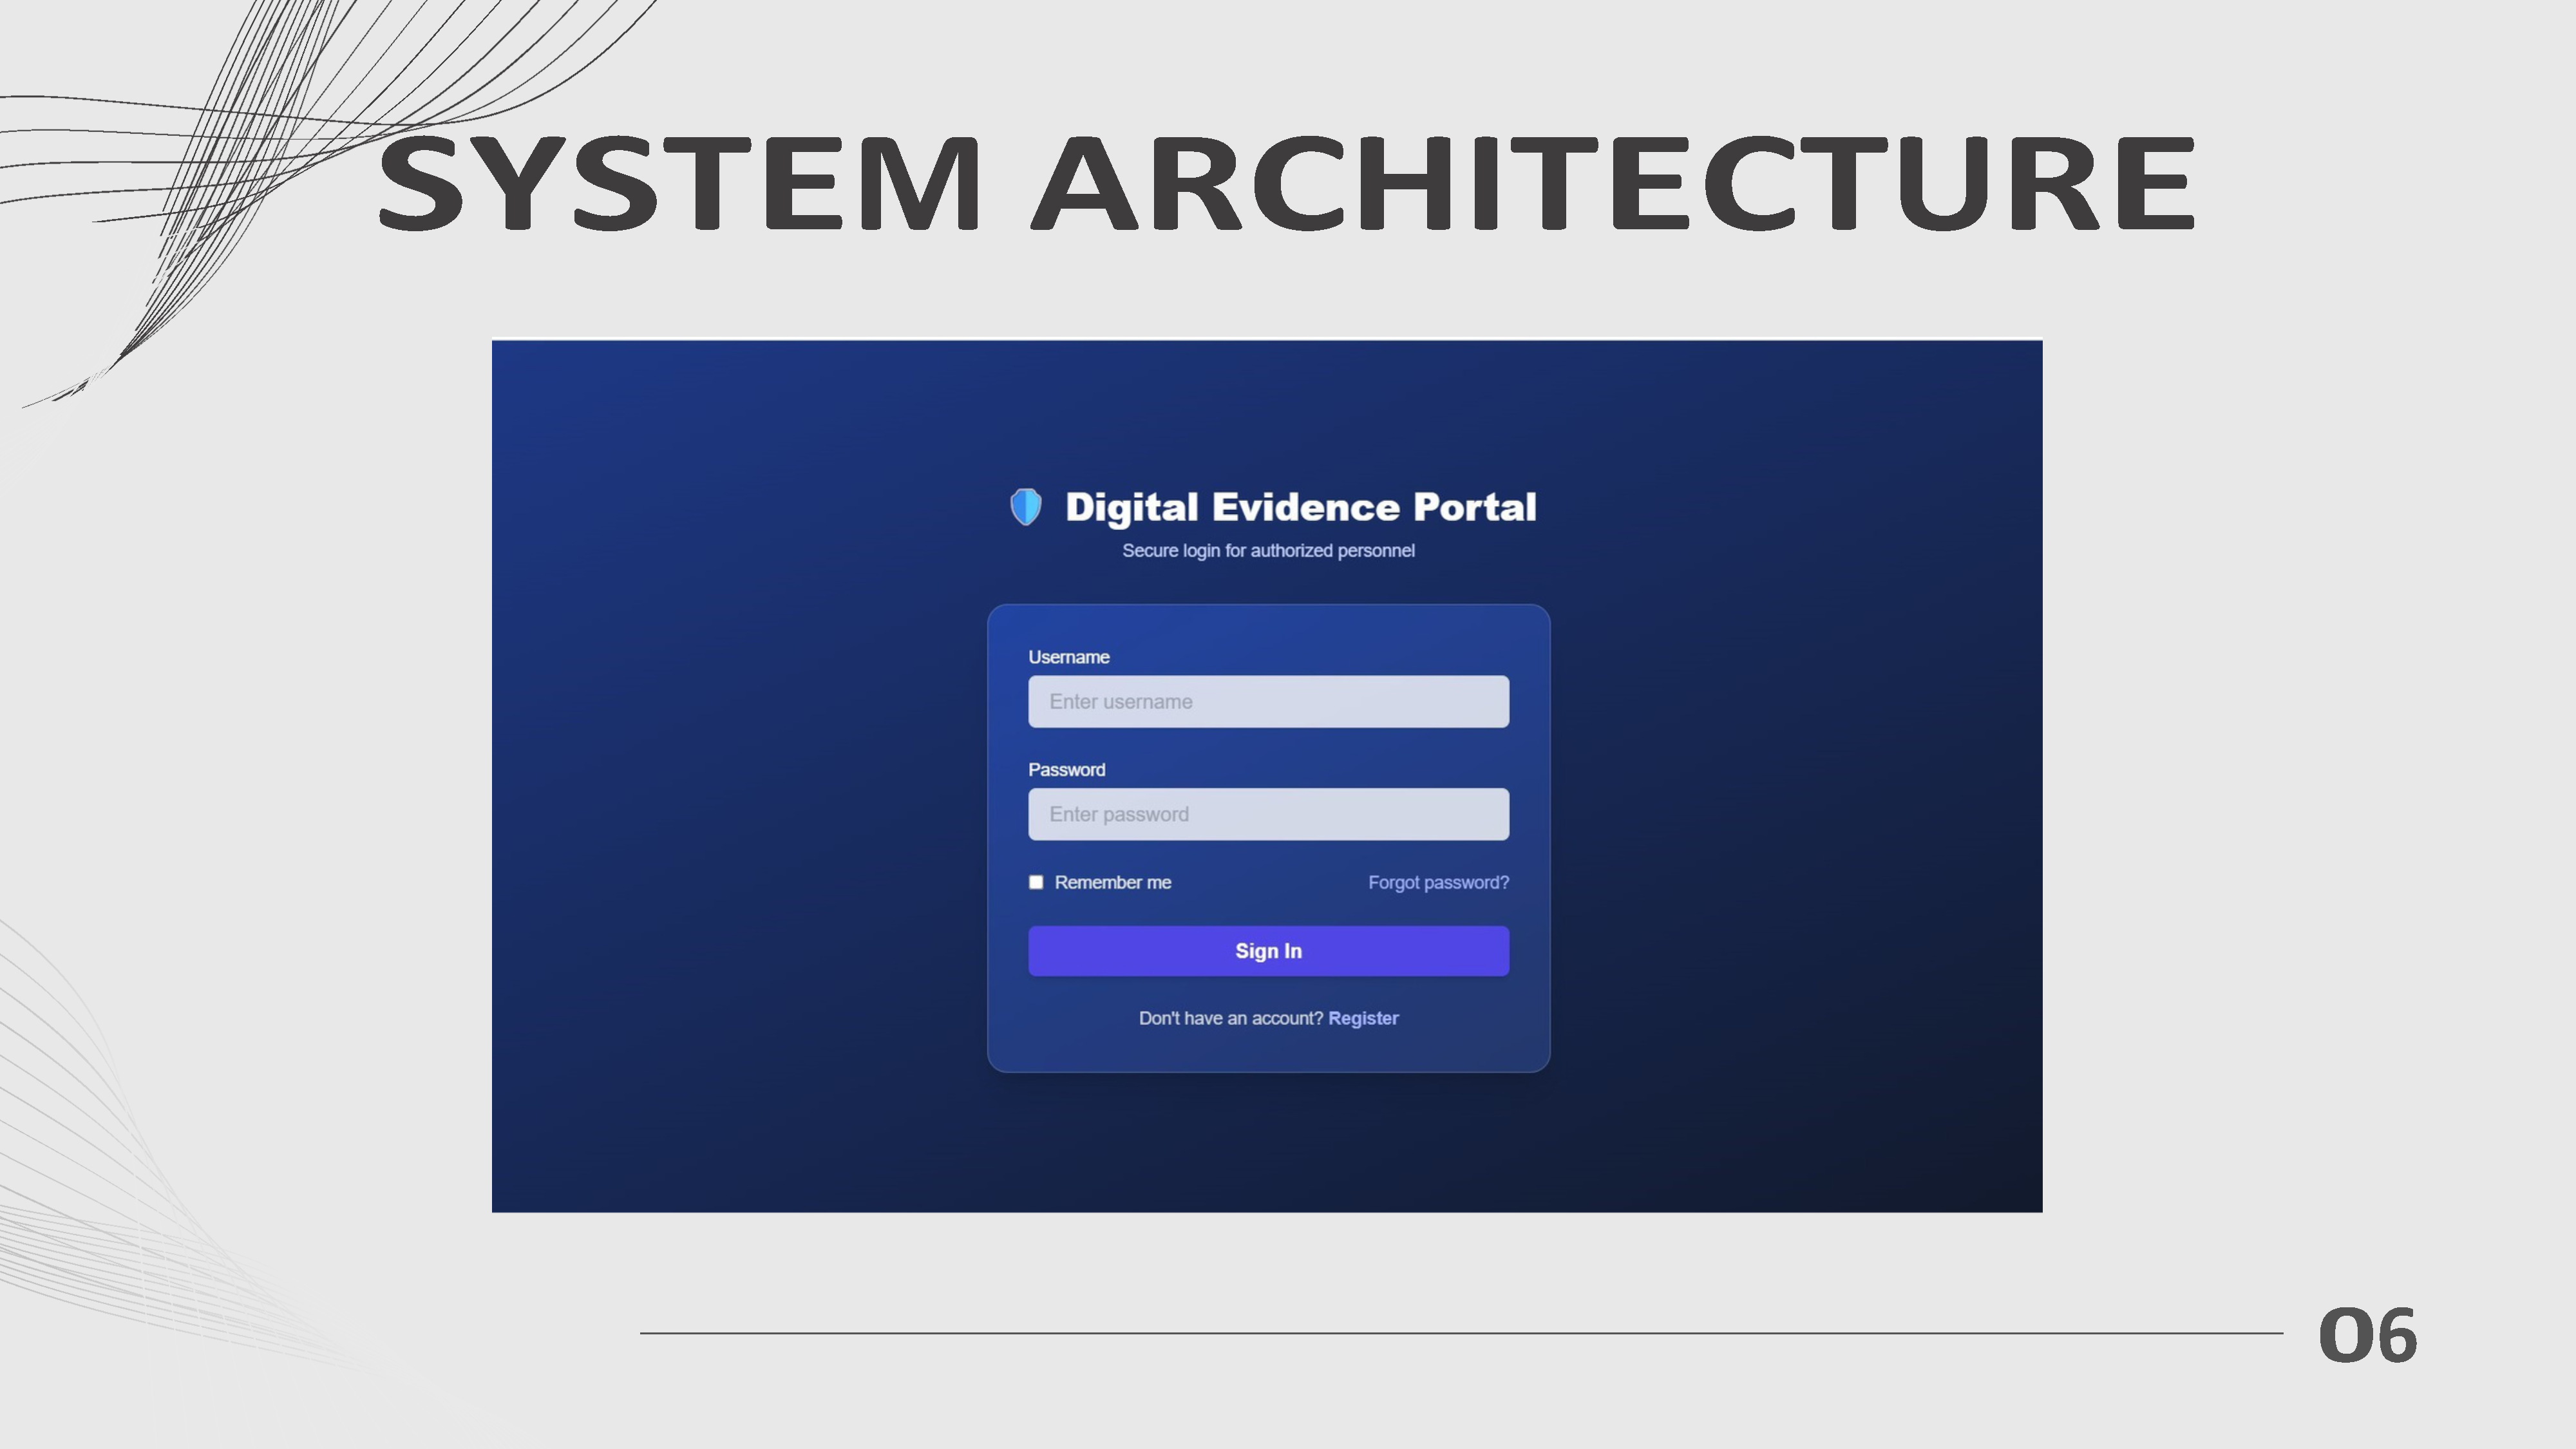 SYSTEM ARCHITECTURE
Digital Evidence Portal
Secure login for authorized personnel
Username
Enter username
Password
Enter password
Remember me Forgot password?
Sign In
Don't have an account? Register
06